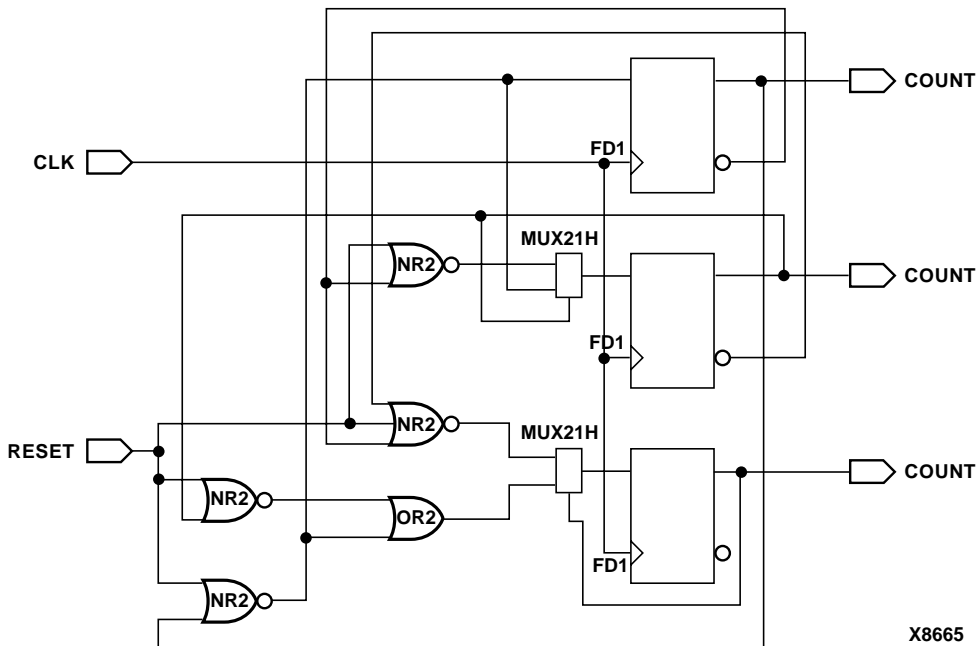 COUNT
CLK
FD1
MUX21H
NR2
COUNT
FD1
NR2
MUX21H
RESET
COUNT
NR2
OR2
FD1
NR2
X8665